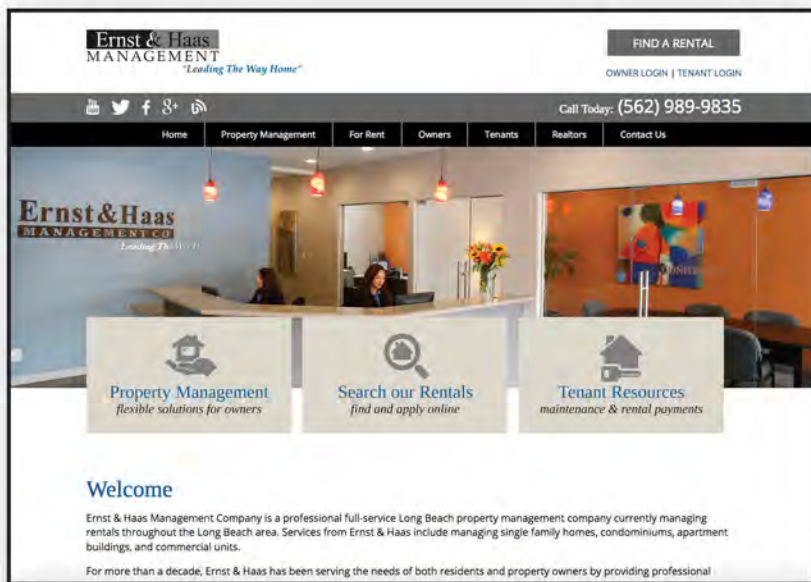 Ernst & Haas
MANAGEMENT
"Leading The Way Home"
FIND A RENTAL
OWNER LOGIN | TENANT LOGIN
You
Call Today: (562) 989-9835
Home Property Management For Rent Owners Tenants Realtors Contact Us
Ernst & Haas
MANAGEMENT CO
Leading The
Property Management
flexible solutions for owners
Search our Rentals
find and apply online
Tenant Resources
maintenance & rental payments
Welcome
Ernst & Haas Management Company is a professional full-service Long Beach property management company currently managing
rentals throughout the Long Beach area. Services from Ernst & Haas include managing single family homes, condominiums, apartment
buildings, and commercial units.
For more than a decade, Ernst & Haas has been serving the needs of both residents and property owners by providing professional